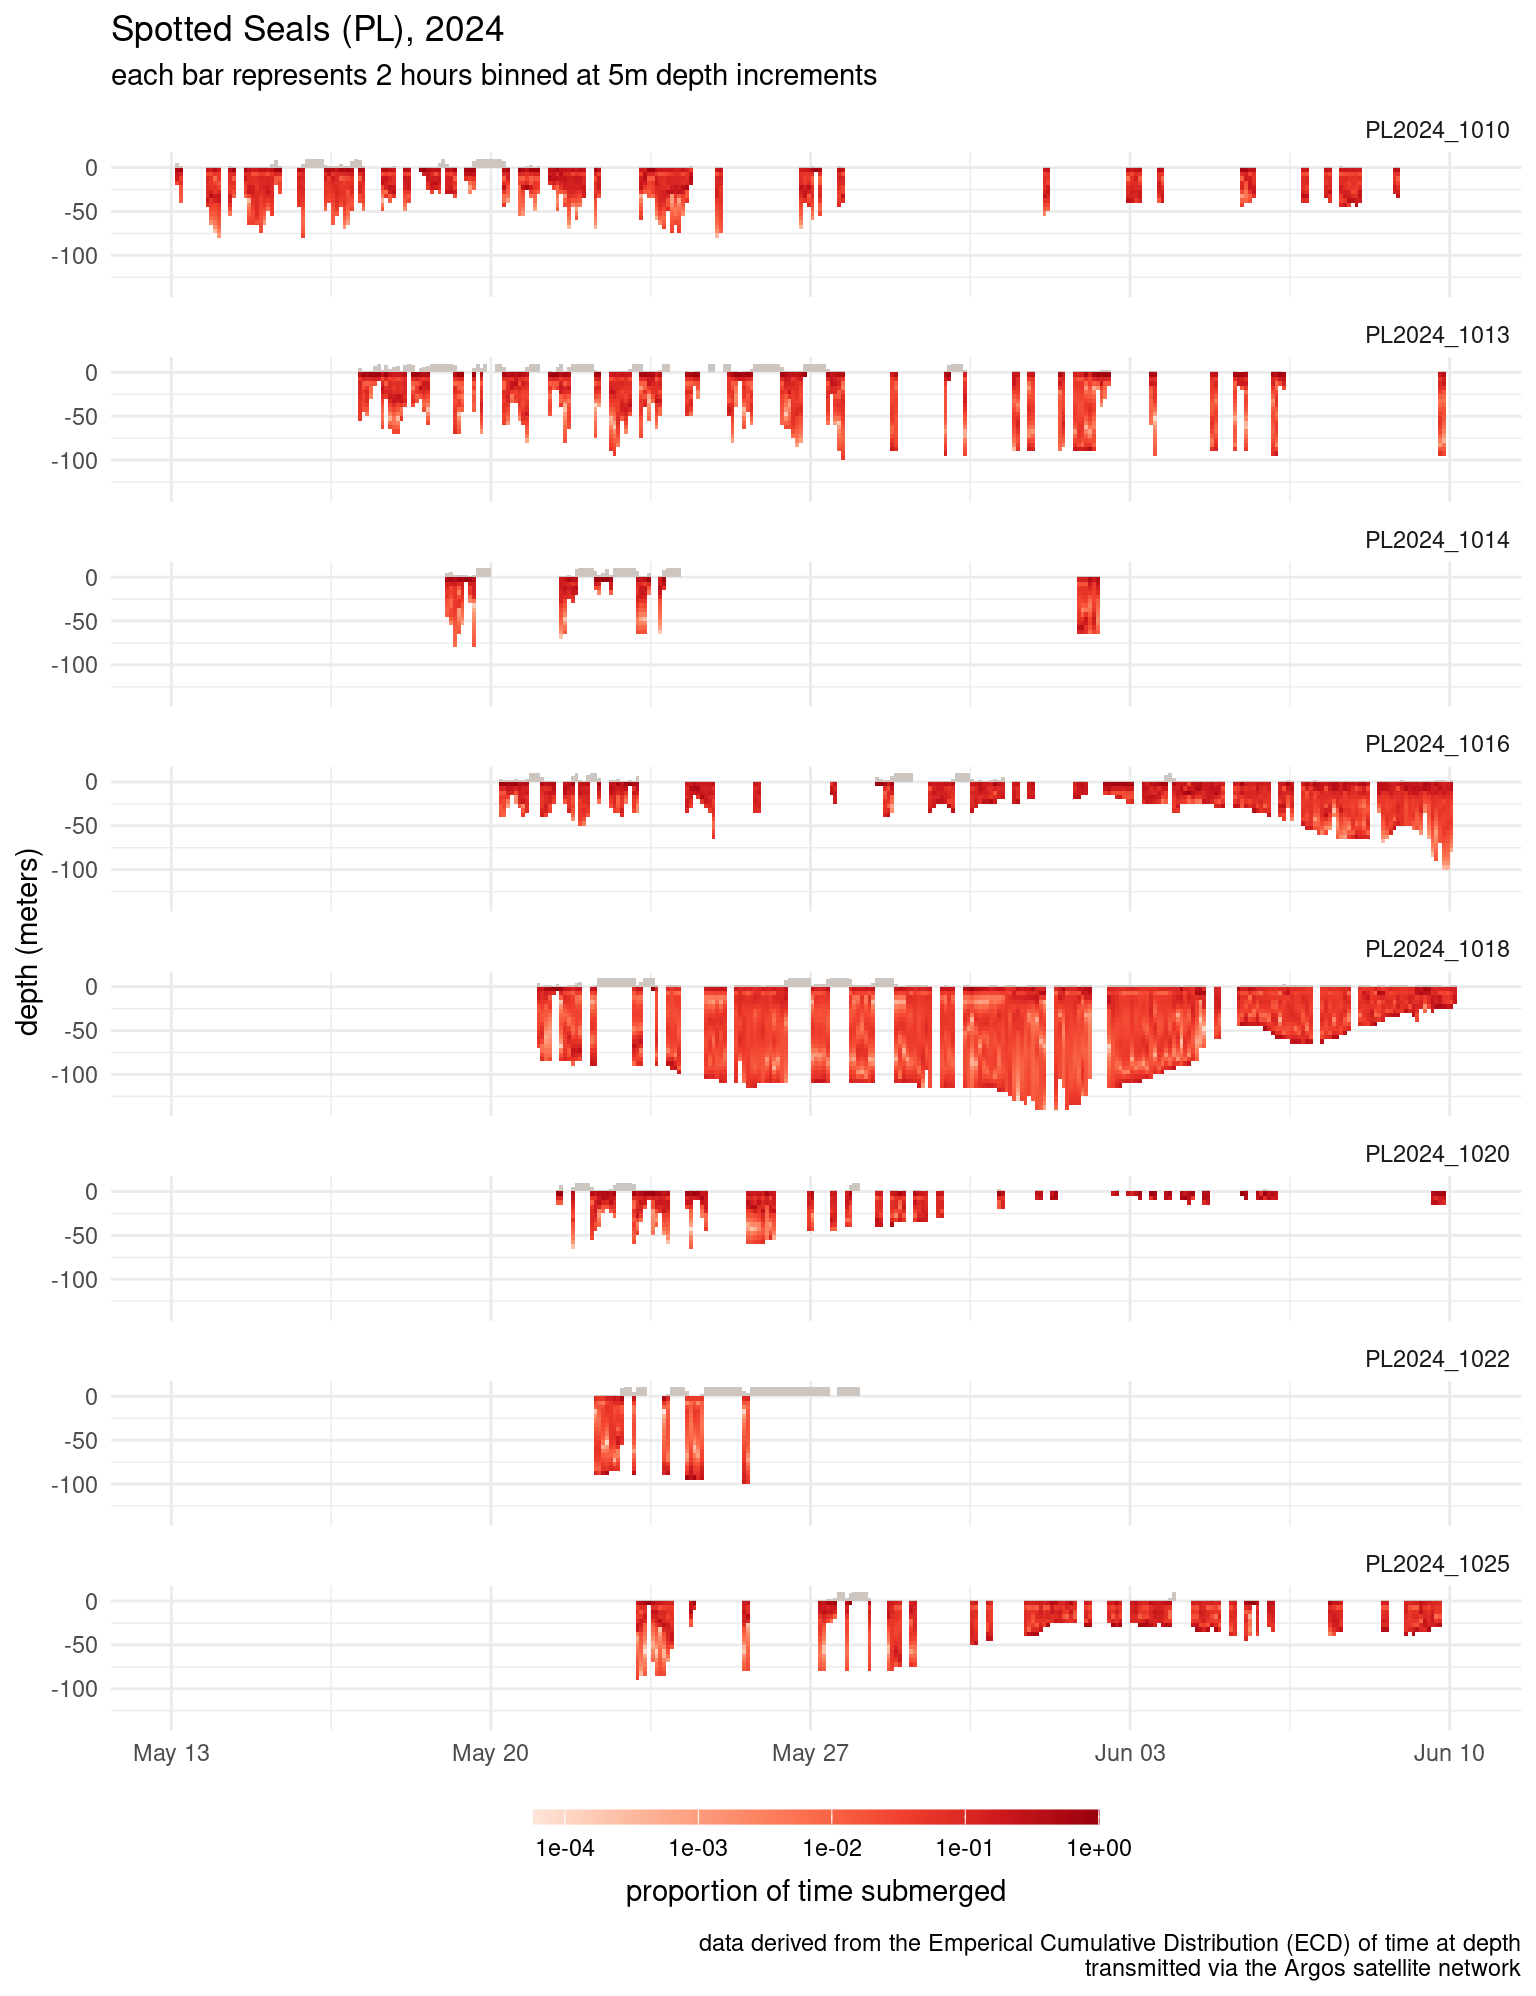 Spotted Seals (PL), 2024
each bar represents 2 hours binned at 5m depth increments
PL2024_1010
0
-50
-100
PL2024_1013
0
-50
-100
PL2024_1014
0
-50
-100
PL2024_1016
0
-50
-100
depth (meters)
PL2024_1018
0
-50
-100
PL2024_1020
0
-50
-100
PL2024_1022
0
-50
-100
PL2024_1025
0
-50
-100
May 13 May 20 May 27 Jun 03 Jun 10
1e-04 1e-03 1e-02 1e-01 1e+00
proportion of time submerged
data derived from the Emperical Cumulative Distribution (ECD) of time at depth
transmitted via the Argos satellite network